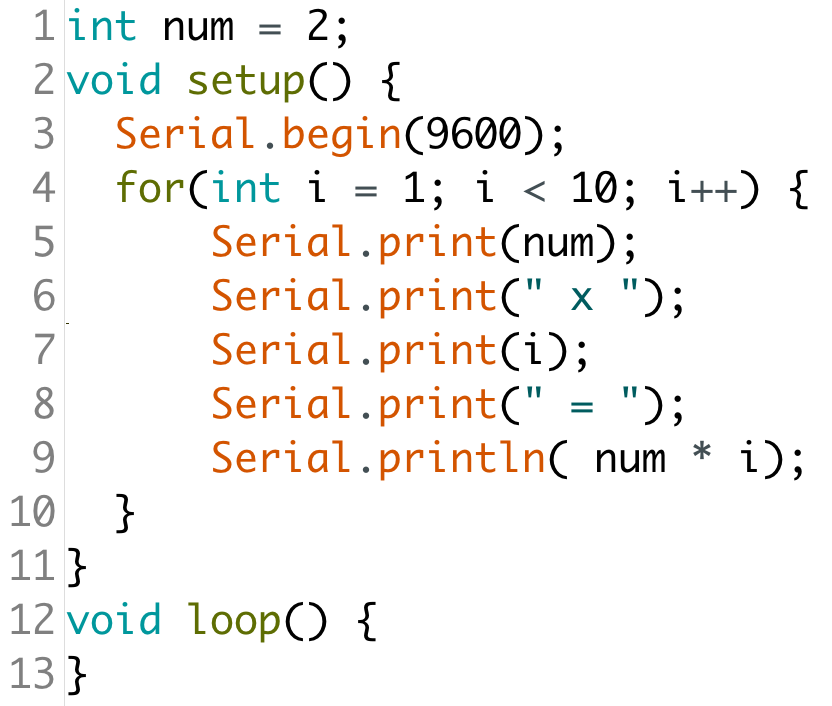 1 int num = 2;
2 void setup() {
3   Serial.begin(9600);
4   for(int i = 1; i < 10; i++) {
5       Serial.print(num);
6       Serial.print(" x ");
7       Serial.print(i);
8       Serial.print(" = ");
9       Serial.println( num * i);
10   }
11 }
12 void loop() {
13 }